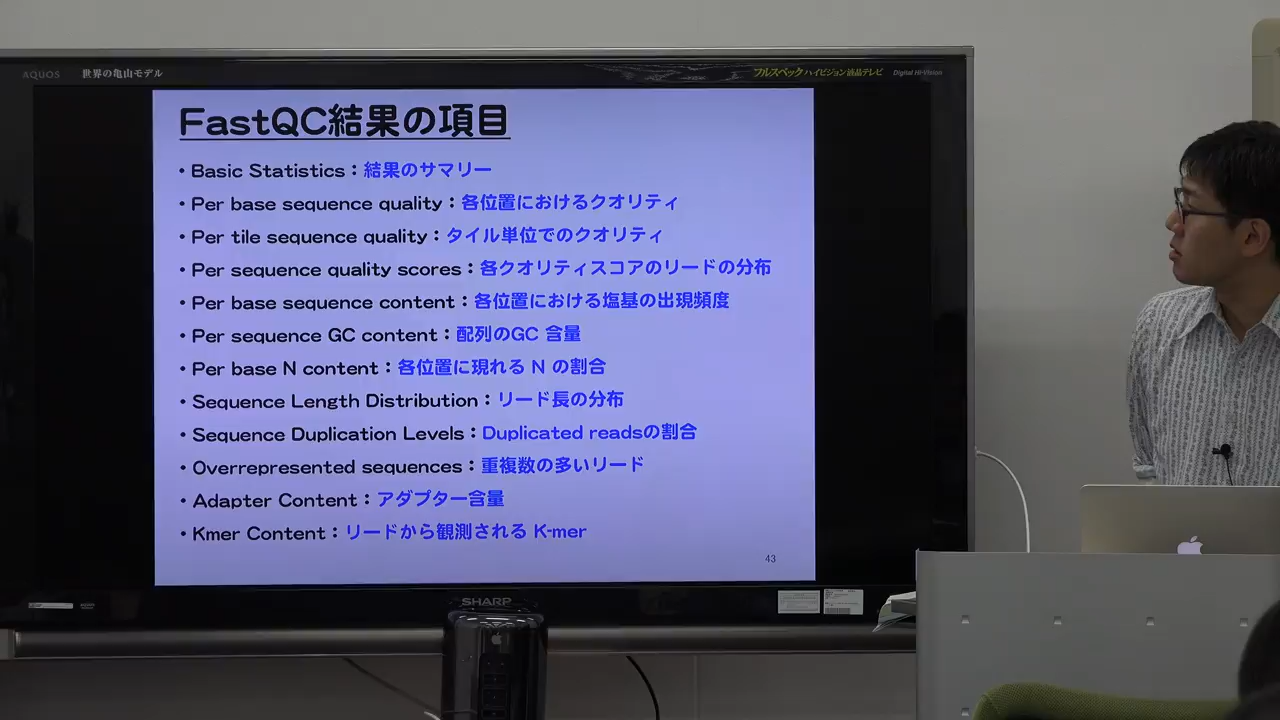 AQUOS 世界の亀山モデル フルスペックハイビジョン液晶テレビ Digital Hi-Vision
FastQC結果の項目
・Basic Statistics：結果のサマリー
・Per base sequence quality：各位置におけるクオリティ
・Per tile sequence quality：タイル単位でのクオリティ
・Per sequence quality scores：各クオリティスコアのリードの分布
・Per base sequence content：各位置における塩基の出現頻度
・Per sequence GC content：配列のGC 含量
・Per base N content：各位置に現れる N の割合
・Sequence Length Distribution：リード長の分布
・Sequence Duplication Levels：Duplicated readsの割合
・Overrepresented sequences：重複数の多いリード
・Adapter Content：アダプター含量
・Kmer Content：リードから観測される K-mer
43
SHARP